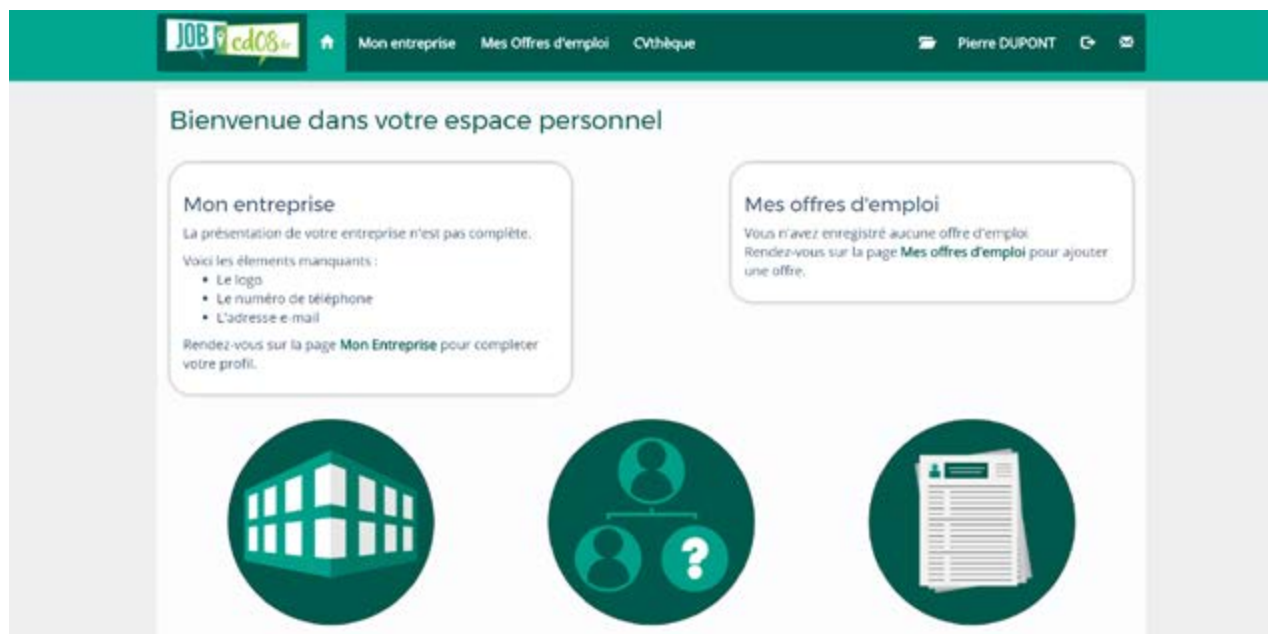 JOB cd08.fr
Mon entreprise
Mes Offres d'emploi
CVthèque
Pierre DUPONT
Bienvenue dans votre espace personnel
Mon entreprise
La présentation de votre entreprise n'est pas complète.
Voici les élements manquants :
• Le logo
• Le numéro de téléphone
• L'adresse e-mail
Rendez-vous sur la page Mon Entreprise pour completer
votre profil.
Mes offres d'emploi
Vous n'avez enregistré aucune offre d'emploi
Rendez-vous sur la page Mes offres d'emploi pour ajouter
une offre.
?